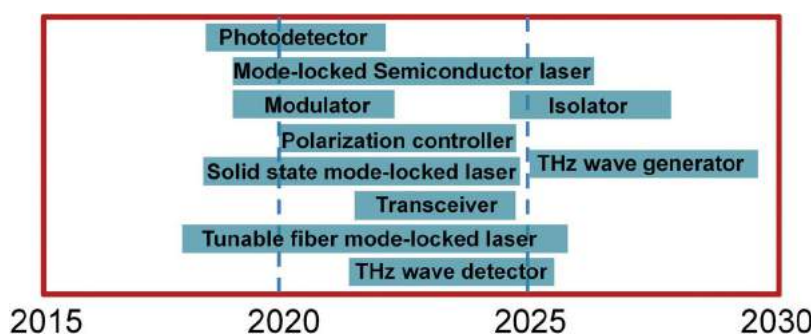 Photodetector
Mode-locked Semiconductor laser
Modulator
Isolator
Polarization controller
THz wave generator
Solid state mode-locked laser
Transceiver
Tunable fiber mode-locked laser
THz wave detector
2015 2020 2025 2030